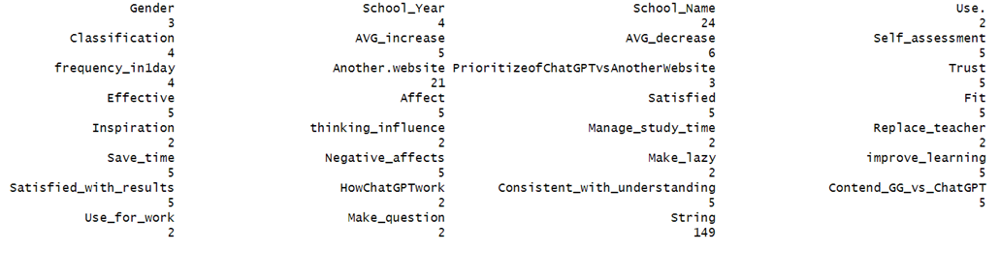 Gender School_Year School_Name Use.
3 4 24 2
Classification AVG_increase AVG_decrease Self_assessment
4 5 6 5
frequency_in1day Another.website PrioritizeofChatGPTvsAnotherWebsite Trust
4 21 3 5
Effective Affect Satisfied Fit
5 5 5 5
Inspiration thinking_influence Manage_study_time Replace_teacher
2 2 2 2
Save_time Negative_affects Make_lazy improve_learning
5 5 2 5
Satisfied_with_results HowChatGPTwork Consistent_with_understanding Contend_GG_vs_ChatGPT
5 2 5 5
Use_for_work Make_question String
2 2 149